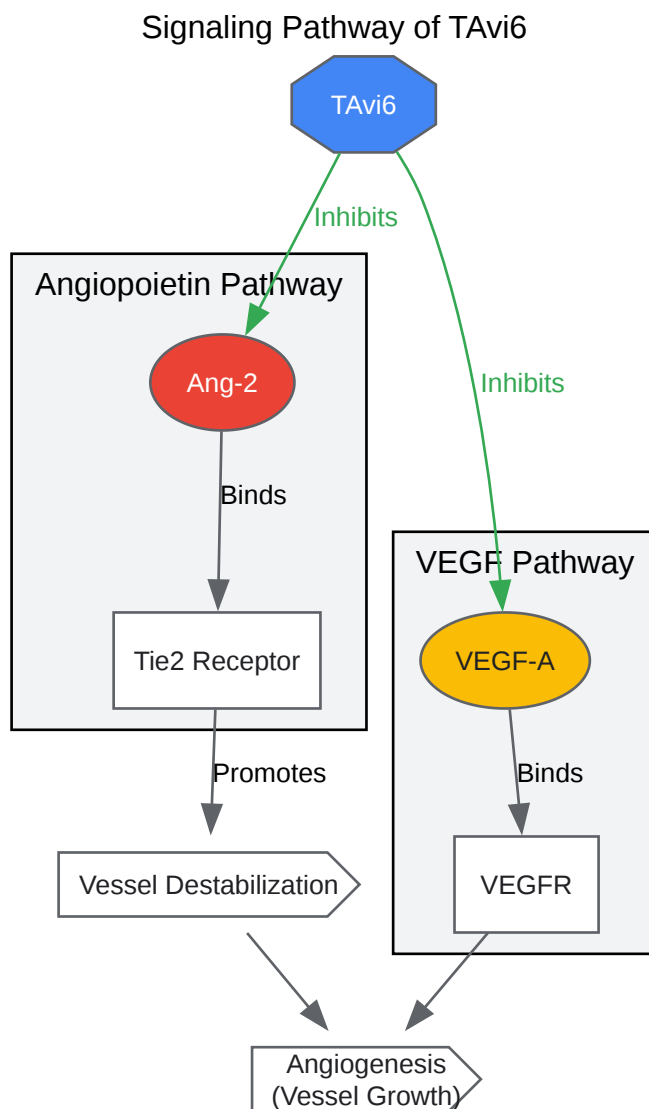 Signaling Pathway of TAvi6
TAvi6
Inhibits
Angiopoietin Pathway
Ang-2
Inhibits
Binds
VEGF Pathway
Tie2 Receptor
VEGF-A
Promotes
Binds
Vessel Destabilization
VEGFR
Angiogenesis
(Vessel Growth)